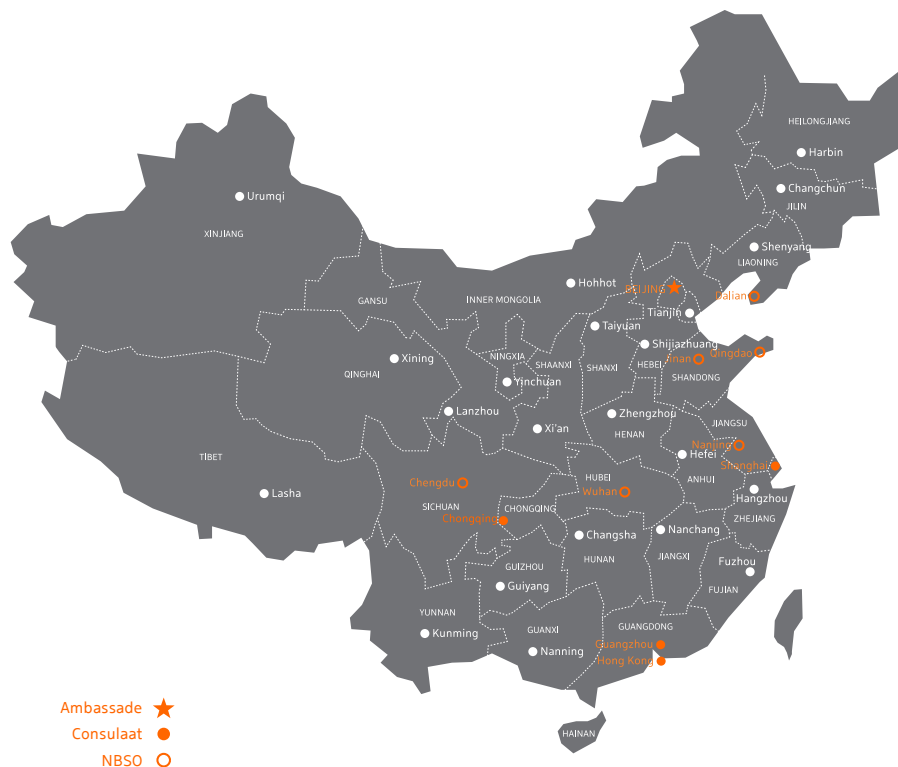 HEILONGJIANG
Harbin
Changchun
JILIN
Urumqi
Shenyang
XINJIANG
LIAONING
Hohhot
BEIJING
Dalian
GANSU
INNER MONGOLIA
Tianjin
Taiyuan
Shijiazhuang
Qingdao
NINGXIA
Xining
Jinan
SHAANXI
SHANXI
HEBEI
QINGHAI
Yinchuan
SHANDONG
Lanzhou
Zhengzhou
JIANGSU
Xi'an
HENAN
Nanjing
Hefei
TIBET
Shanghai
HUBEI
ANHUI
Chengdu
Wuhan
Lasha
Hangzhou
SICHUAN
CHONGQING
Chongqing
ZHEJIANG
Nanchang
Changsha
JIANGXI
HUNAN
Fuzhou
GUIZHOU
Guiyang
FUJIAN
YUNNAN
GUANGDONG
GUANXI
Kunming
Guangzhou
Nanning
Hong Kong
HAINAN
Ambassade
Consulaat
NBSO